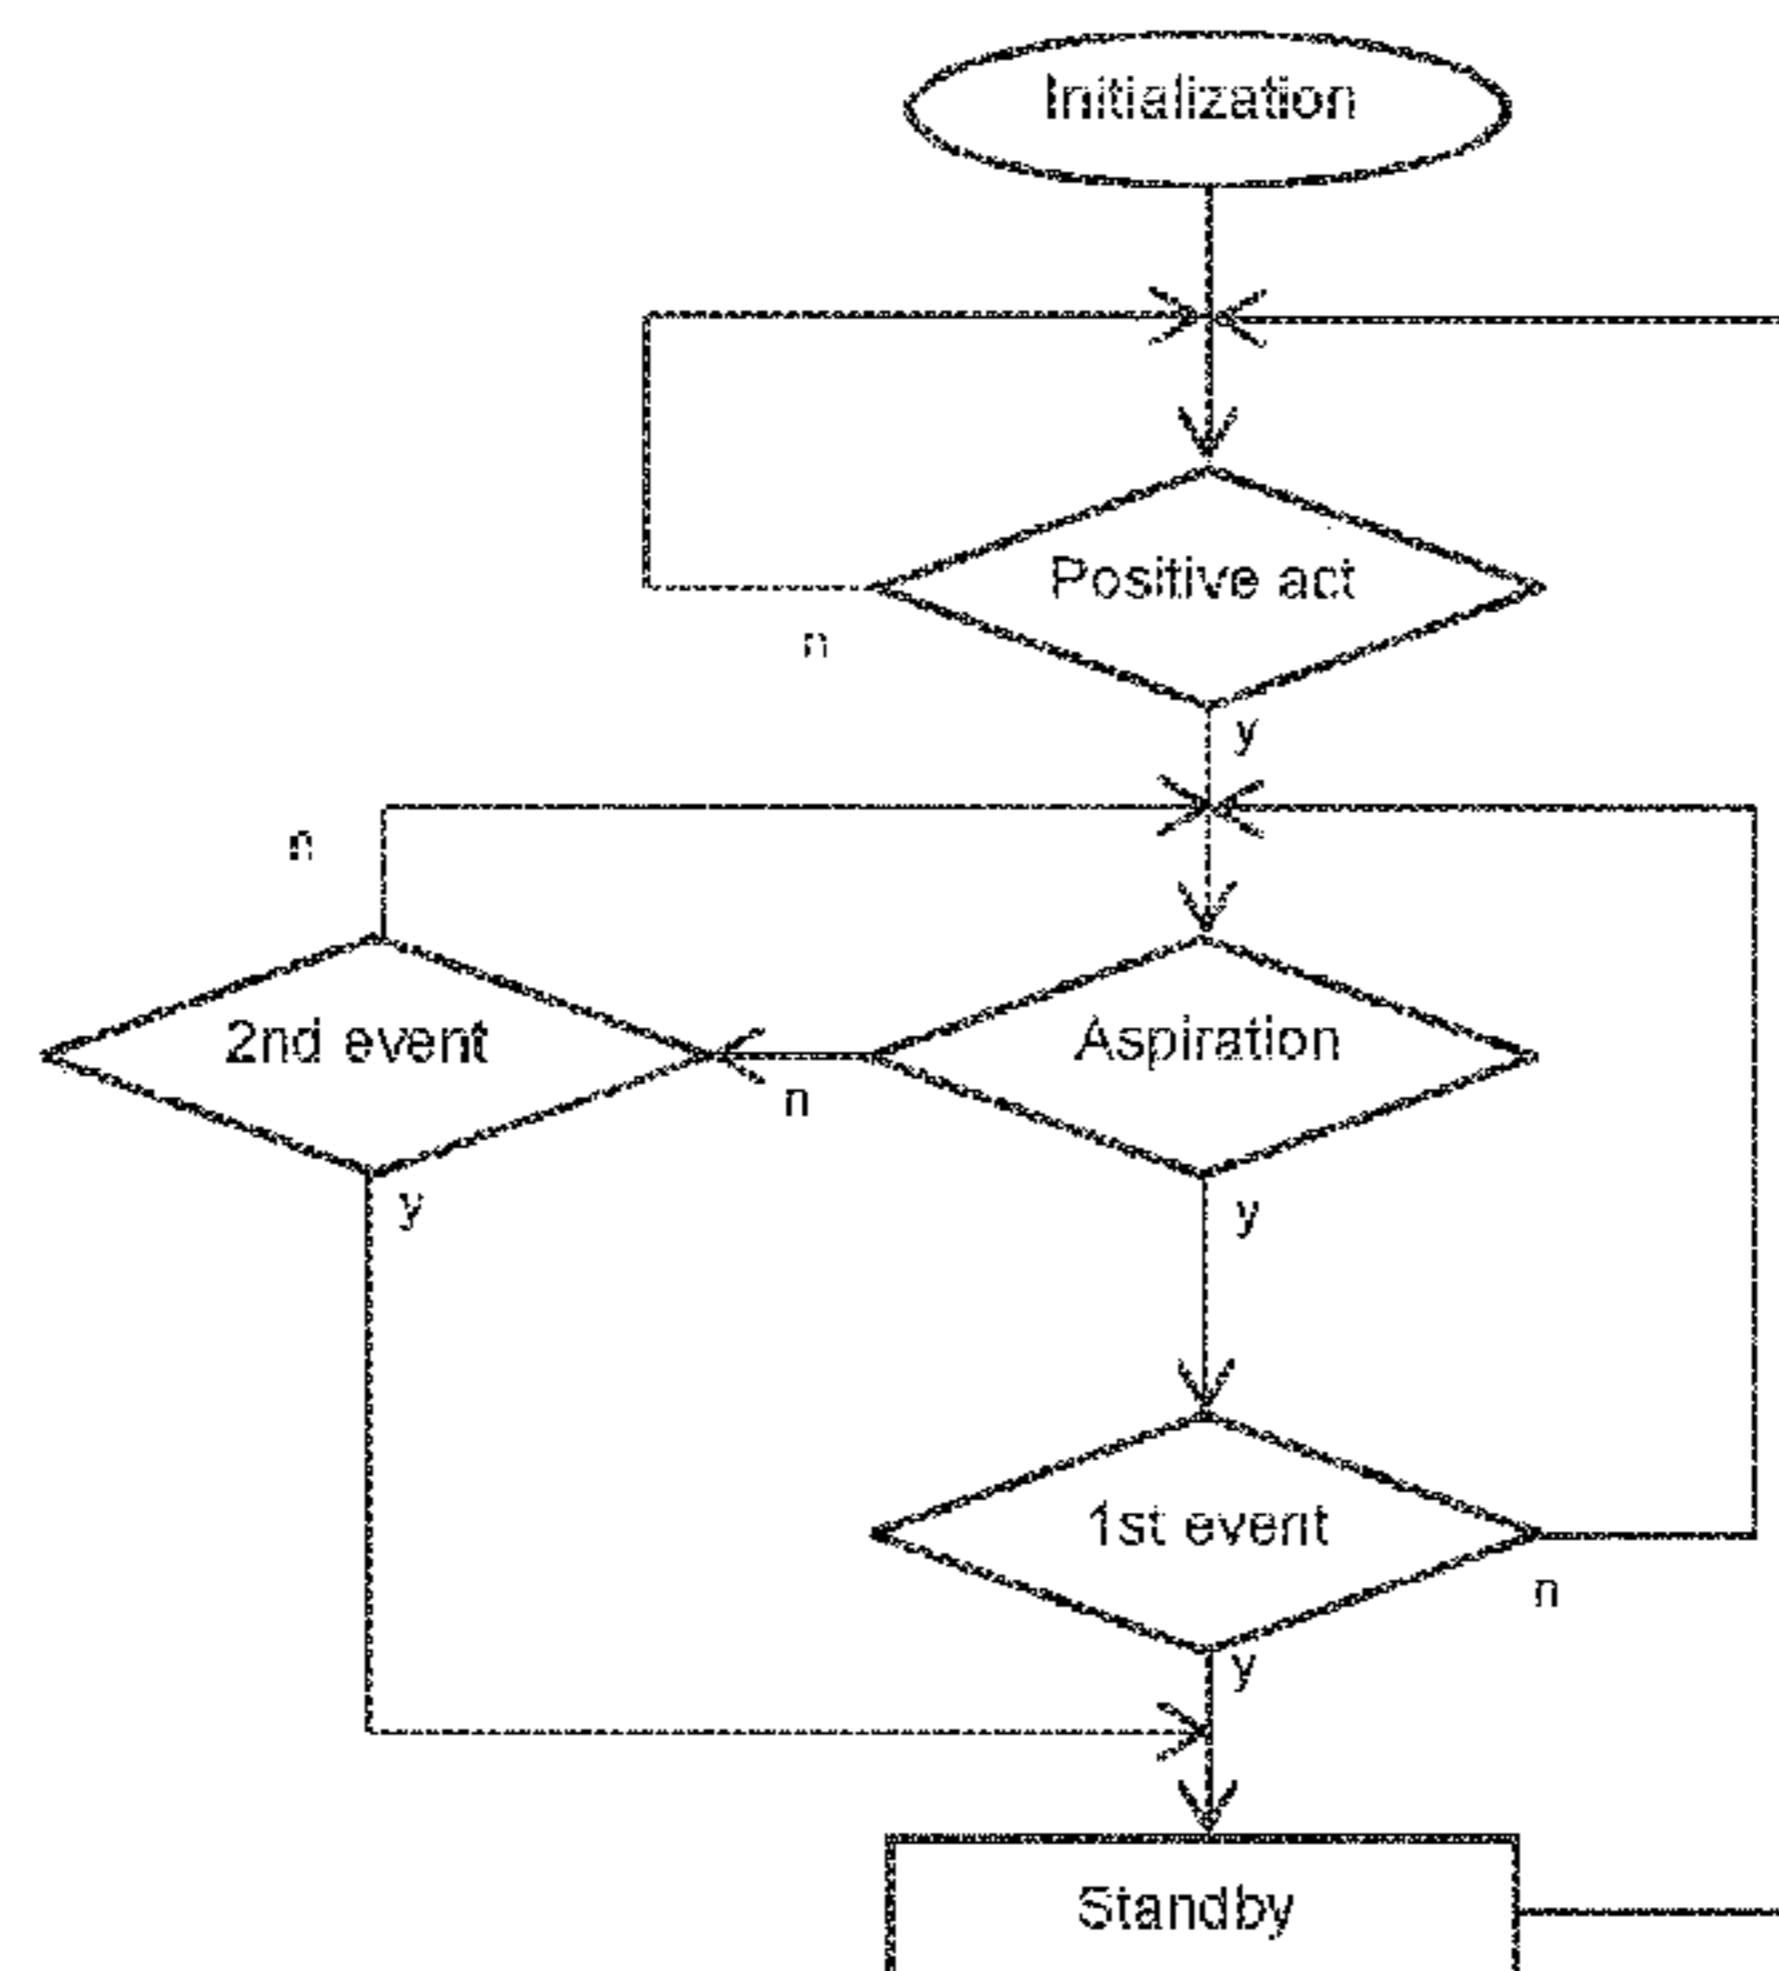 Initialization
Positive act
n
y
n
2nd event
Aspiration
n
y
y
1st event
n
y
Standby